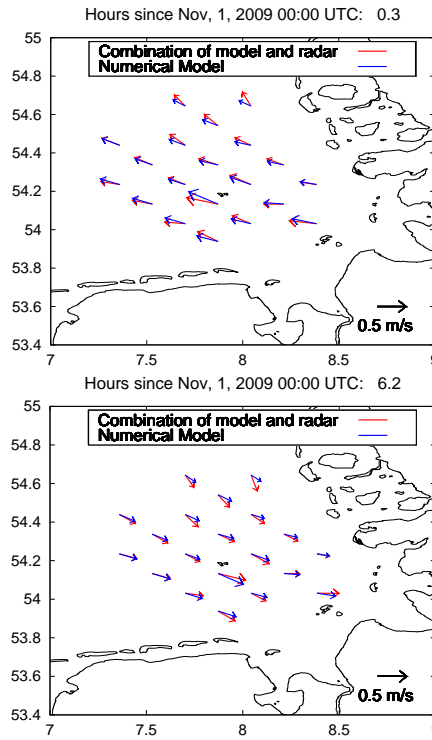 Hours since Nov, 1, 2009 00:00 UTC: 0.3
55
Combination of model and radar
Numerical Model
54.8
54.6
54.4
54.2
54
53.8
53.6
0.5 m/s
53.4
7 7.5 8 8.5 9
Hours since Nov, 1, 2009 00:00 UTC: 6.2
55
Combination of model and radar
Numerical Model
54.8
54.6
54.4
54.2
54
53.8
53.6
0.5 m/s
53.4
7 7.5 8 8.5 9